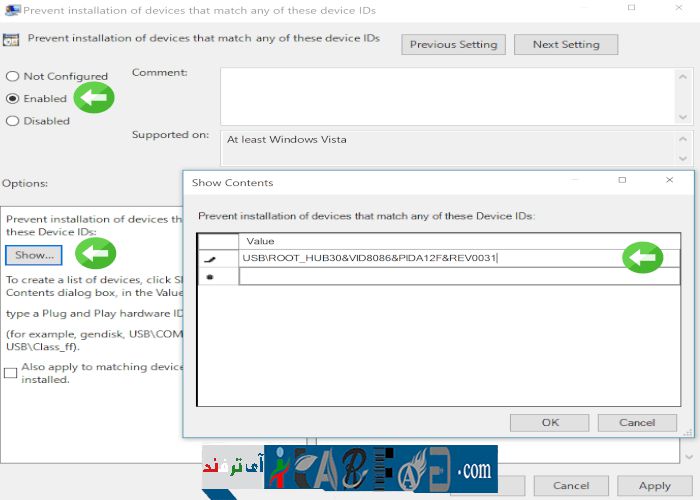 Prevent installation of devices that match any of these device IDs
Prevent installation of devices that match any of these device IDs
Previous Setting
Next Setting
Not Configured
Comment:
Enabled
Disabled
Supported on:
At least Windows Vista
Options:
Prevent installation of devices th
these Device IDs:
Show...
To create a list of devices, click S
Contents dialog box, in the Value
type a Plug and Play hardware ID
(for example, gendisk, USB\COM
USB\Class_ff).
Also apply to matching device
installed.
Show Contents
Prevent installation of devices that match any of these Device IDs:
Value
USB\ROOT_HUB30&VID8086&PIDA12F&REV0031
OK
Cancel
آی ترفند
.com
Cancel
Apply